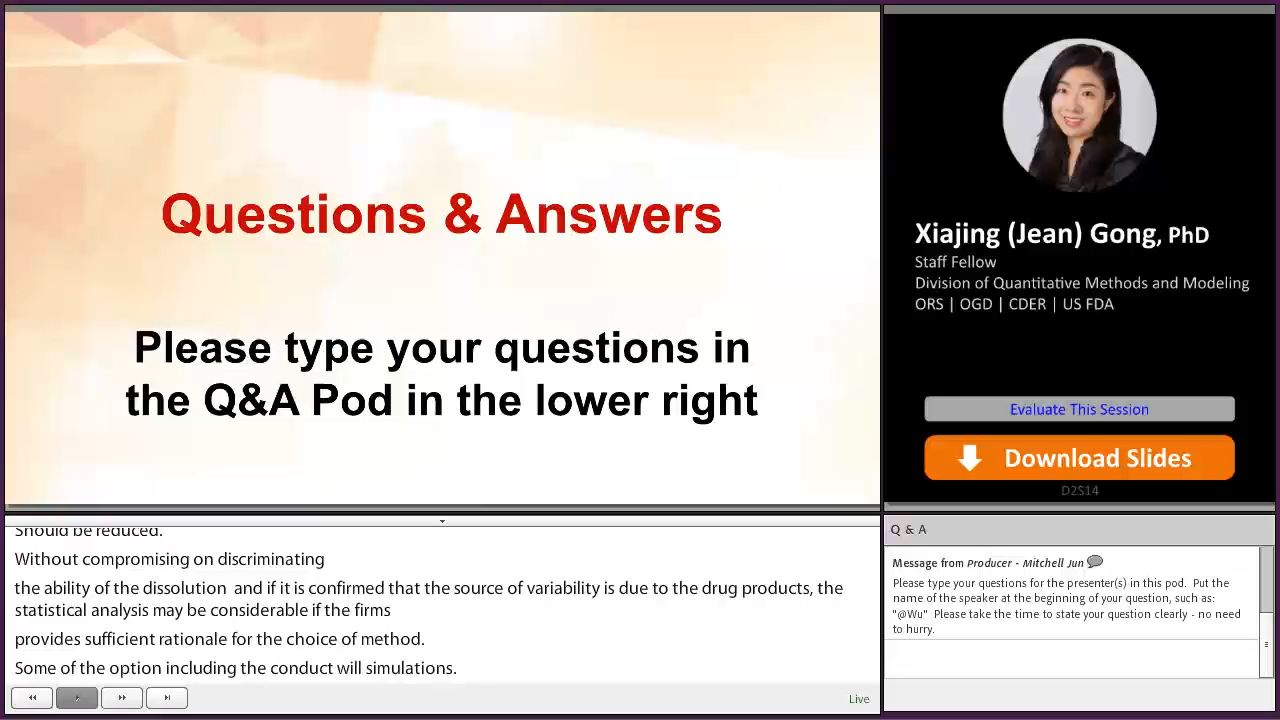 Questions & Answers
Please type your questions in
the Q&A Pod in the lower right
Xiajing (Jean) Gong, PhD
Staff Fellow
Division of Quantitative Methods and Modeling
ORS | OGD | CDER | US FDA
Evaluate This Session
Download Slides
D2S14
Should be reduced.
Without compromising on discriminating
the ability of the dissolution  and if it is confirmed that the source of variability is due to the drug products, the
statistical analysis may be considerable if the firms
provides sufficient rationale for the choice of method.
Some of the option including the conduct will simulations.
Live
Q & A
Message from Producer - Mitchell Jun
Please type your questions for the presenter(s) in this pod.  Put the
name of the speaker at the beginning of your question, such as:
"@Wu"  Please take the time to state your question clearly - no need
to hurry.